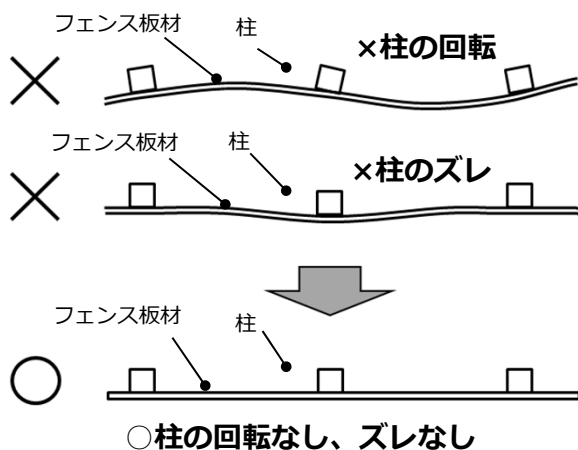 フェンス板材
柱
×柱の回転
フェンス板材
柱
×柱のズレ
フェンス板材
柱
○柱の回転なし、ズレなし